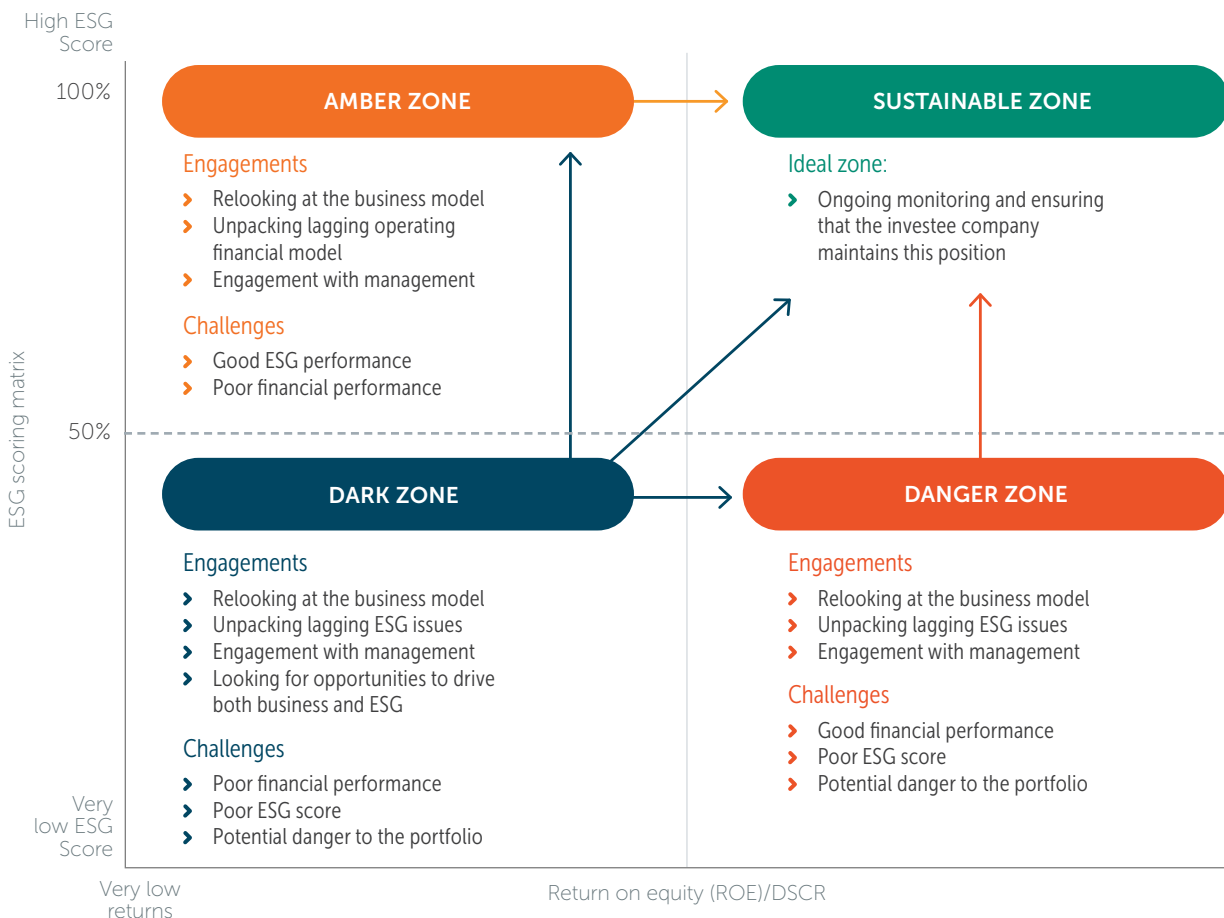 High ESG
Score
100%
ESG scoring matrix
50%
Very
low ESG
Score
AMBER ZONE
Engagements
Relooking at the business model
Unpacking lagging operating
financial model
Engagement with management
Challenges
Good ESG performance
Poor financial performance
SUSTAINABLE ZONE
Ideal zone:
Ongoing monitoring and ensuring
that the investee company
maintains this position
DARK ZONE
Engagements
Relooking at the business model
Unpacking lagging ESG issues
Engagement with management
Looking for opportunities to drive
both business and ESG
Challenges
Poor financial performance
Poor ESG score
Potential danger to the portfolio
DANGER ZONE
Engagements
Relooking at the business model
Unpacking lagging ESG issues
Engagement with management
Challenges
Good financial performance
Poor ESG score
Potential danger to the portfolio
Very low
returns
Return on equity (ROE)/DSCR